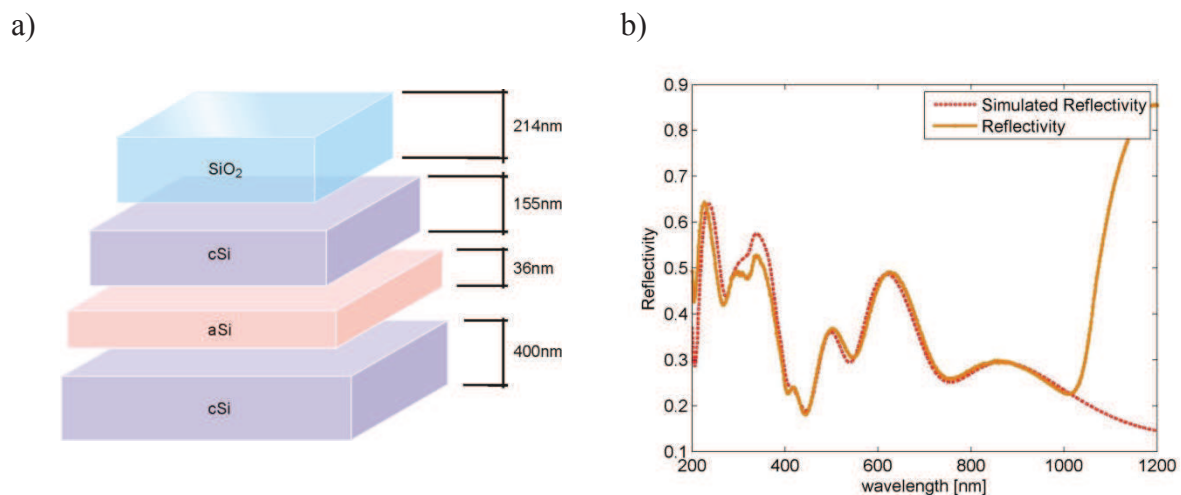 a)
214nm
SiO₂
155nm
cSi
36nm
aSi
400nm
cSi
b)
0.9
0.8
0.7
0.6
0.5
0.4
0.3
0.2
0.1
Reflectivity
Simulated Reflectivity
Reflectivity
200
400
600
800
1000
1200
wavelength [nm]